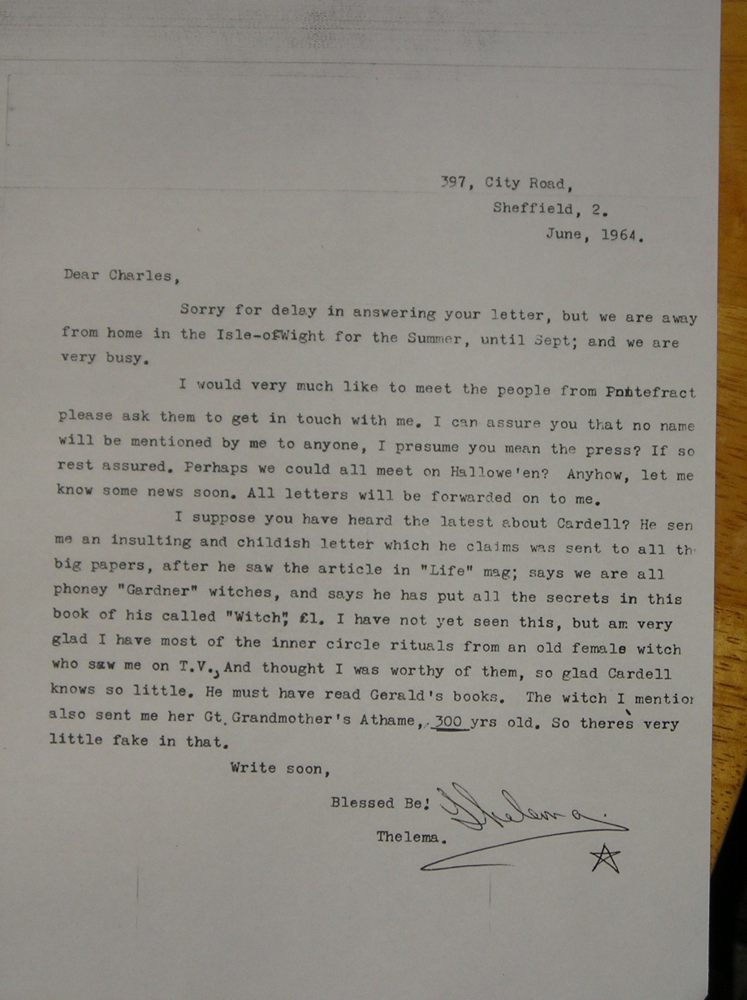 397, City Road,
Sheffield, 2.
June, 1964.
Dear Charles,
Sorry for delay in answering your letter, but we are away
from home in the Isle-ofWight for the Summer, until Sept; and we are
very busy.
I would very much like to meet the people from Pontefract
please ask them to get in touch with me. I can assure you that no name
will be mentioned by me to anyone, I presume you mean the press? If so
rest assured. Perhaps we could all meet on Hallowe'en? Anyhow, let me
know some news soon. All letters will be forwarded on to me.
I suppose you have heard the latest about Cardell? He sen
me an insulting and childish letter which he claims was sent to all th
big papers, after he saw the article in "Life" mag; says we are all
phoney "Gardner" witches, and says he has put all the secrets in this
book of his called "Witch", £1. I have not yet seen this, but am very
glad I have most of the inner circle rituals from an old female witch
who saw me on T.V., And thought I was worthy of them, so glad Cardell
knows so little. He must have read Gerald's books. The witch I mention
also sent me her Gt. Grandmother's Athame, 300 yrs old. So there's very
little fake in that.
Write soon,
Blessed Be! Thelema.
Thelema.